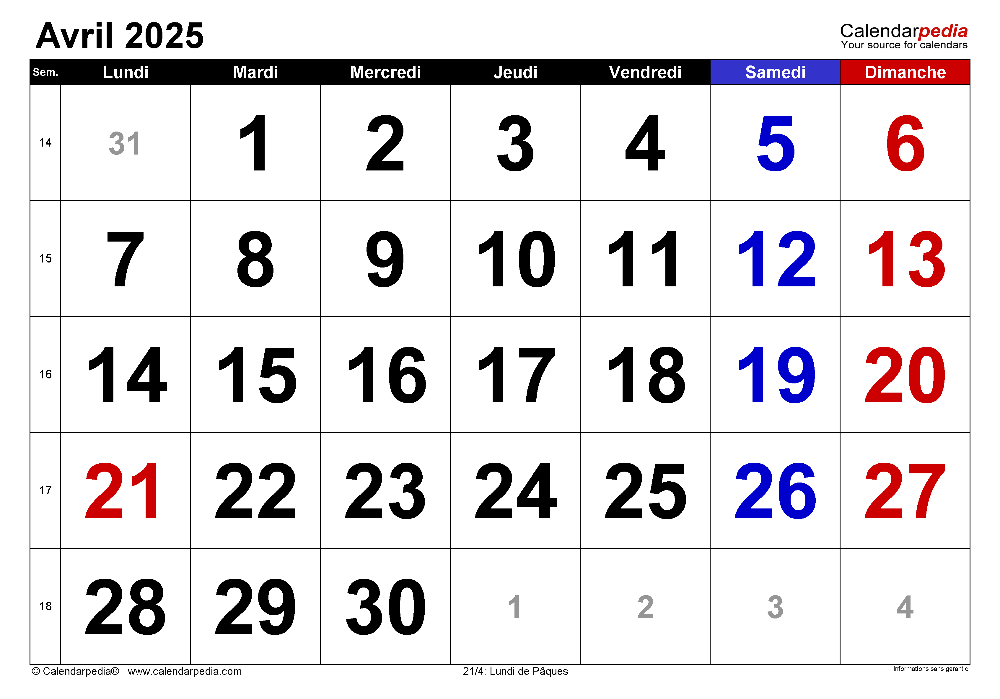 Avril 2025
Calendarpedia
Your source for calendars
Sem. Lundi Mardi Mercredi Jeudi Vendredi Samedi Dimanche
14 31 1 2 3 4 5 6
15 7 8 9 10 11 12 13
16 14 15 16 17 18 19 20
17 21 22 23 24 25 26 27
18 28 29 30 1 2 3 4
© Calendarpedia® www.calendarpedia.com 21/4: Lundi de Pâques Informations sans garantie